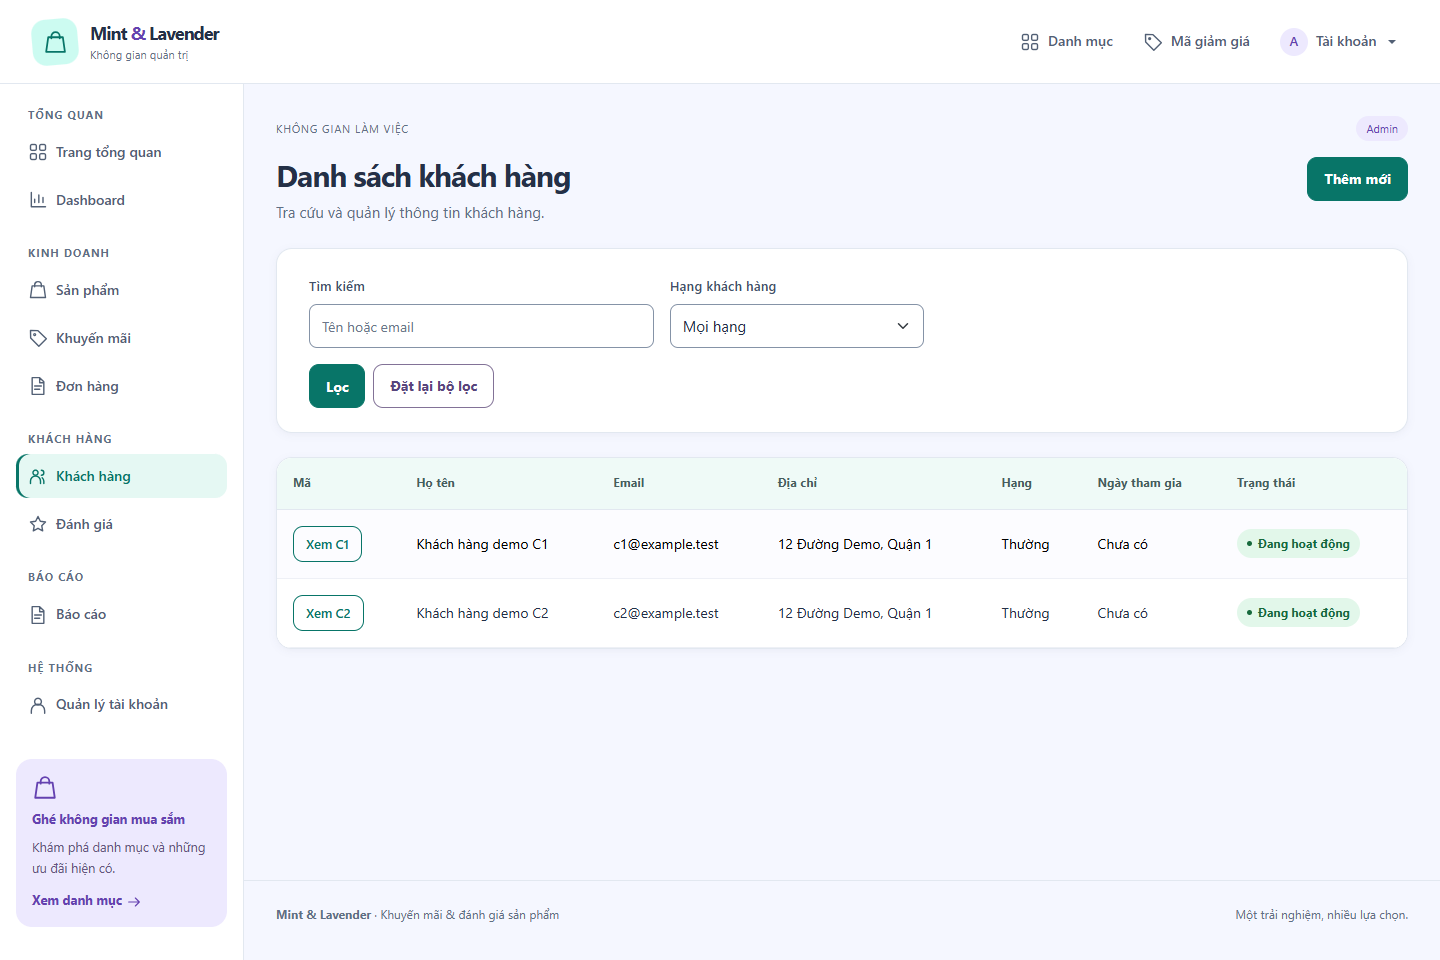 Mint & Lavender
Không gian quản trị
Danh mục
Mã giảm giá
A
Tài khoản
TỔNG QUAN
Trang tổng quan
Dashboard
KINH DOANH
Sản phẩm
Khuyến mãi
Đơn hàng
KHÁCH HÀNG
Khách hàng
Đánh giá
BÁO CÁO
Báo cáo
HỆ THỐNG
Quản lý tài khoản
Ghé không gian mua sắm
Khám phá danh mục và những
ưu đãi hiện có.
Xem danh mục →
KHÔNG GIAN LÀM VIỆC
Admin
Danh sách khách hàng
Thêm mới
Tra cứu và quản lý thông tin khách hàng.
Tìm kiếm
Hạng khách hàng
Tên hoặc email
Mọi hạng
Lọc
Đặt lại bộ lọc
Mã Họ tên Email Địa chỉ Hạng Ngày tham gia Trạng thái
Xem C1 Khách hàng demo C1 c1@example.test 12 Đường Demo, Quận 1 Thường Chưa có • Đang hoạt động
Xem C2 Khách hàng demo C2 c2@example.test 12 Đường Demo, Quận 1 Thường Chưa có • Đang hoạt động
Mint & Lavender · Khuyến mãi & đánh giá sản phẩm
Một trải nghiệm, nhiều lựa chọn.